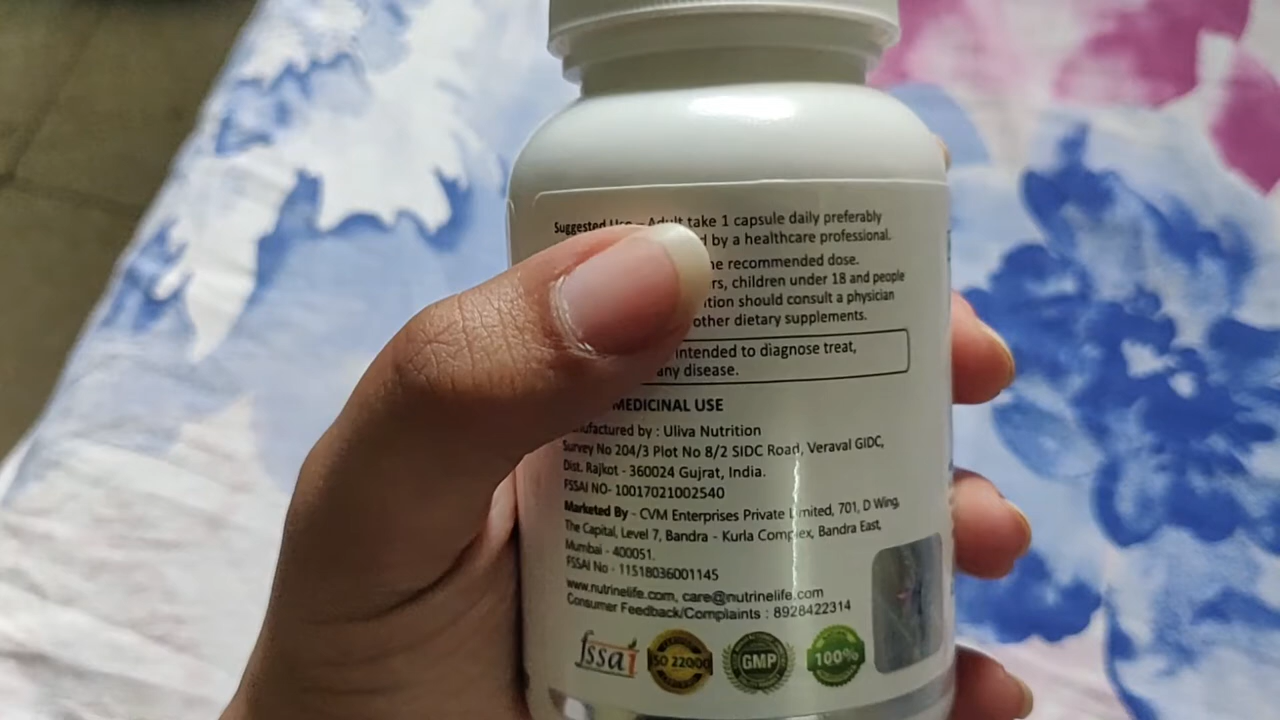 Suggested Use – Adult take 1 capsule daily preferably
by a healthcare professional.
recommended dose.
children under 18 and people
should consult a physician
other dietary supplements.
intended to diagnose treat,
any disease.
MEDICINAL USE
Manufactured by : Uliva Nutrition
Survey No 204/3 Plot No 8/2 SIDC Road, Veraval GIDC,
Dist. Rajkot - 360024 Gujrat, India.
FSSAI NO- 10017021002540
Marketed By - CVM Enterprises Private Limited, 701, D Wing,
The Capital, Level 7, Bandra - Kurla Complex, Bandra East,
Mumbai - 400051.
FSSAI No - 11518036001145
www.nutrinelife.com, care@nutrinelife.com
Consumer Feedback/Complaints : 8928422314
fssai ISO 22000 GMP 100%